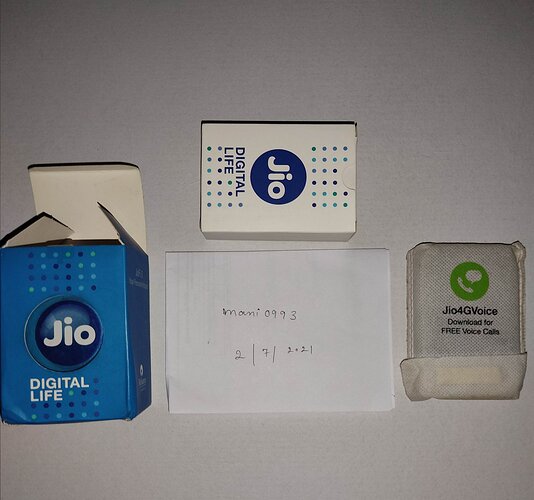 Jio
DIGITAL
LIFE
mani0993
2/7/2021
Jio4GVoice
Download for
FREE Voice Calls
Jio
DIGITAL
LIFE